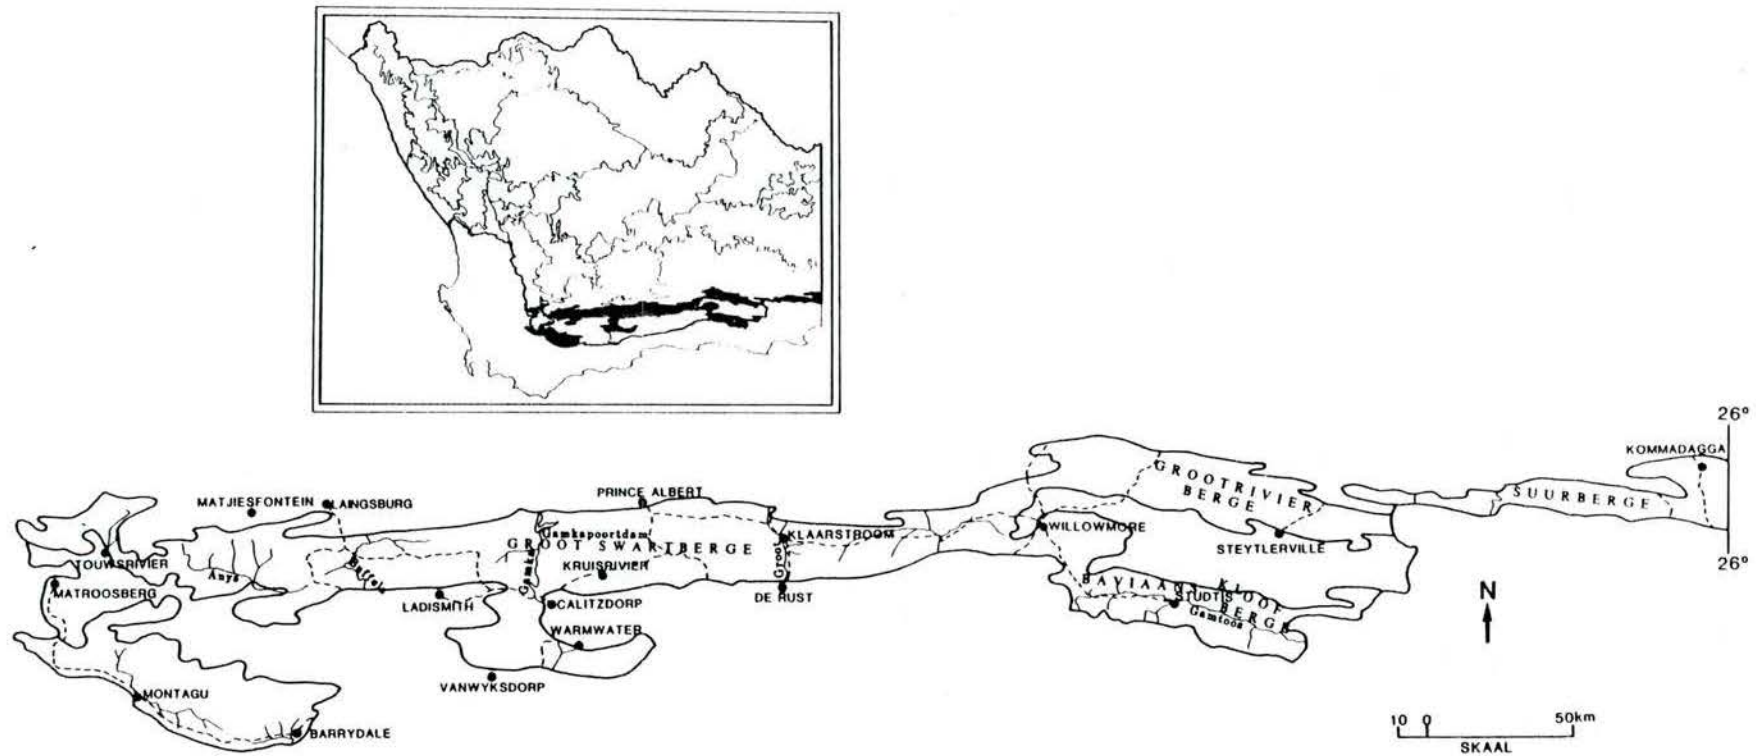 26°
KOMMADAGGA
GROOTRIVIER
BERGE
SUURBERGE
MATJIESFONTEIN
LAINGSBURG
PRINCE ALBERT
WILLOWMORE
Gamkapoortdam
KLAARSTROOM
GROOT SWARTBERGE
STEYTLERVILLE
26°
TOUWSRIVIER
Anys
Buffels
Gamka
KRUISRIVIER
Groot
MATROOSBERG
LADISMITH
CALITZDORP
DE RUST
BAVIAANSKLOOF
BERGE
STUDTIS
Gamtoos
N
WARMWATER
VANWYKSDORP
MONTAGU
BARRYDALE
10 0 50km
SKAAL